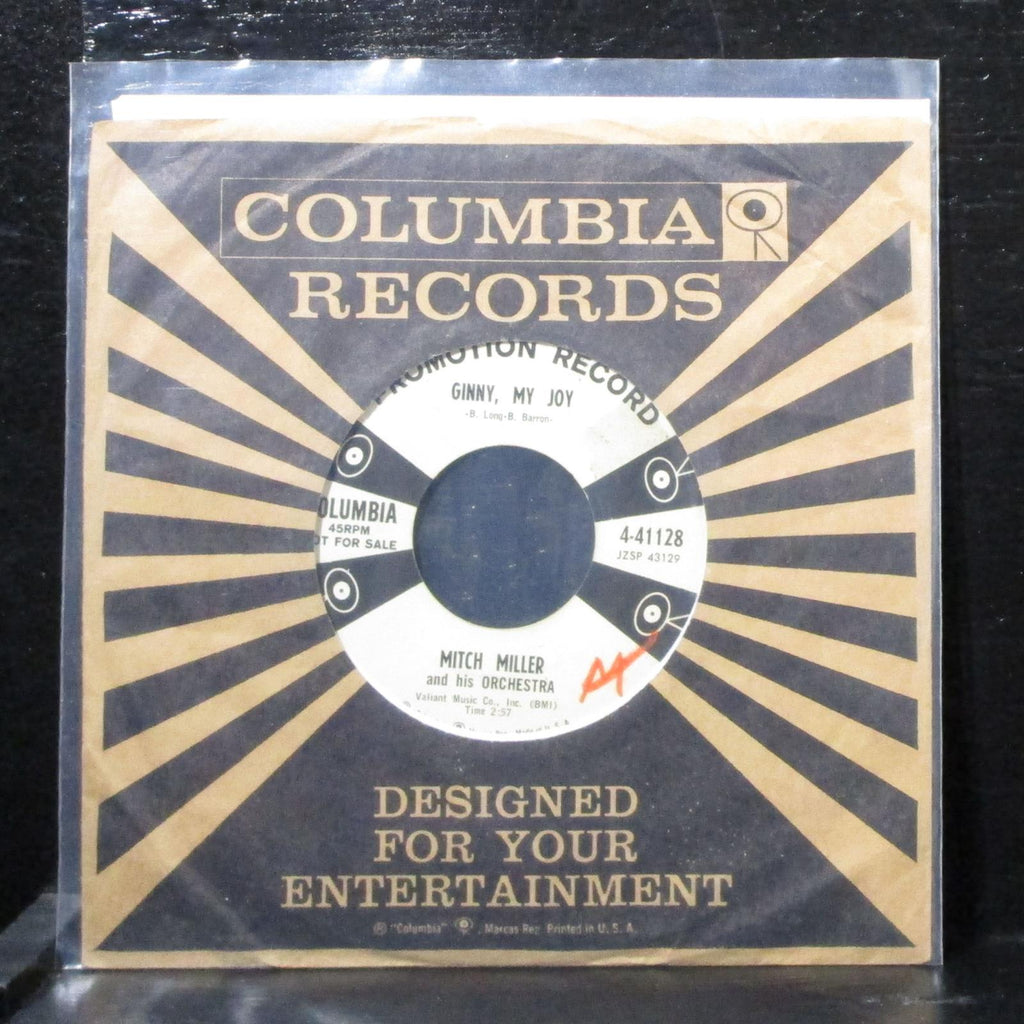 COLUMBIA
RECORDS
PROMOTION RECORD
GINNY, MY JOY
-B. Long-B. Barron-
OLUMBIA
45RPM
OT FOR SALE
4-41128
JZSP 43129
MITCH MILLER
and his ORCHESTRA
Valiant Music Co., Inc. (BMI)
Time 2:57
DESIGNED
FOR YOUR
ENTERTAINMENT
® "Columbia" , Marcas Reg. Printed in U. S. A.